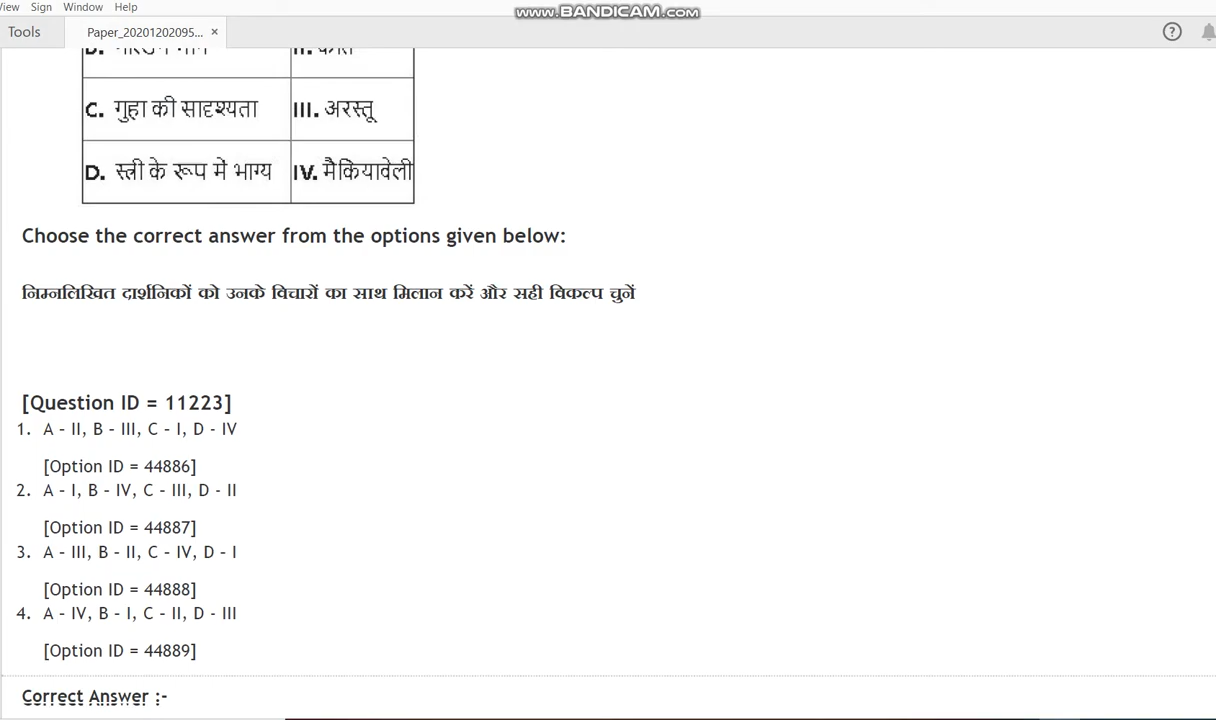 View Sign Window Help
www.BANDICAM.com
Tools Paper_20201202095... ×
C. गुहा की सादृश्यता III. अरस्तू
D. स्त्री के रूप में भाग्य IV. मैकियावेली
Choose the correct answer from the options given below:
निम्नलिखित दार्शनिकों को उनके विचारों का साथ मिलान करें और सही विकल्प चुनें
[Question ID = 11223]
1. A - II, B - III, C - I, D - IV
[Option ID = 44886]
2. A - I, B - IV, C - III, D - II
[Option ID = 44887]
3. A - III, B - II, C - IV, D - I
[Option ID = 44888]
4. A - IV, B - I, C - II, D - III
[Option ID = 44889]
Correct Answer :-